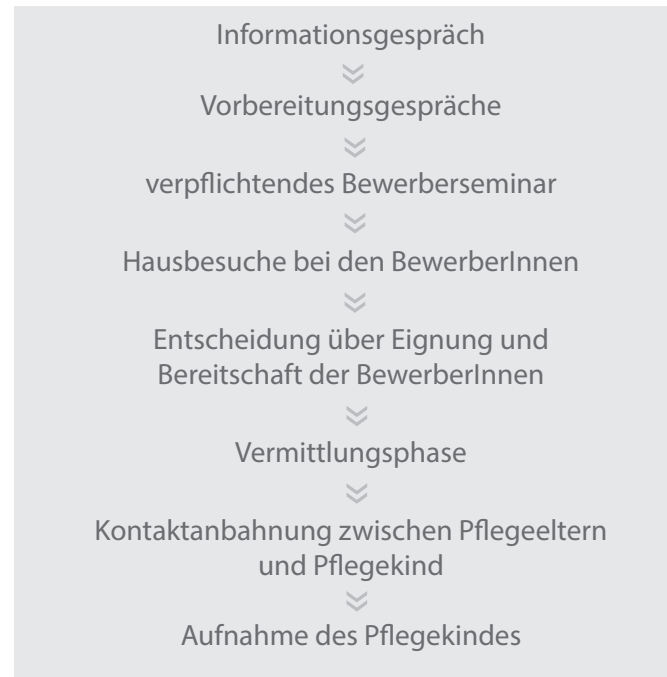 Informationsgespräch
Vorbereitungsgespräche
verpflichtendes Bewerberseminar
Hausbesuche bei den BewerberInnen
Entscheidung über Eignung und
Bereitschaft der BewerberInnen
Vermittlungsphase
Kontaktanbahnung zwischen Pflegeeltern
und Pflegekind
Aufnahme des Pflegekindes